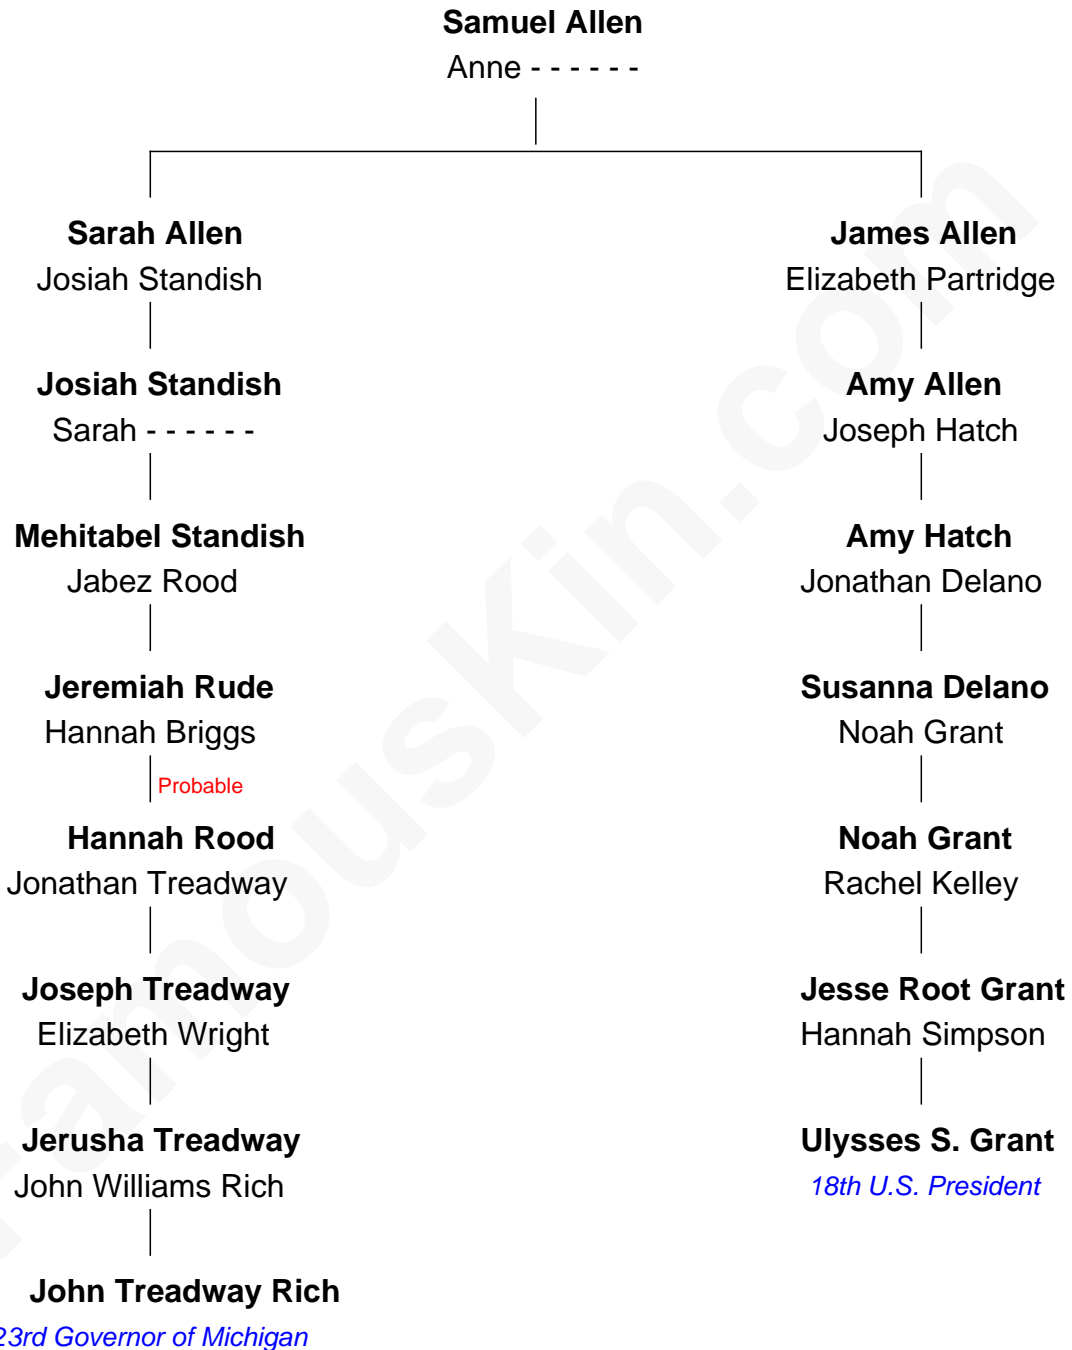 Samuel Allen
Anne - - - - - -
Sarah Allen
Josiah Standish
James Allen
Elizabeth Partridge
Josiah Standish
Sarah - - - - - -
Amy Allen
Joseph Hatch
Mehitabel Standish
Jabez Rood
Amy Hatch
Jonathan Delano
Jeremiah Rude
Hannah Briggs
Susanna Delano
Noah Grant
Probable
Hannah Rood
Jonathan Treadway
Noah Grant
Rachel Kelley
Joseph Treadway
Elizabeth Wright
Jesse Root Grant
Hannah Simpson
Jerusha Treadway
John Williams Rich
Ulysses S. Grant
18th U.S. President
John Treadway Rich
23rd Governor of Michigan
FamousKin.com